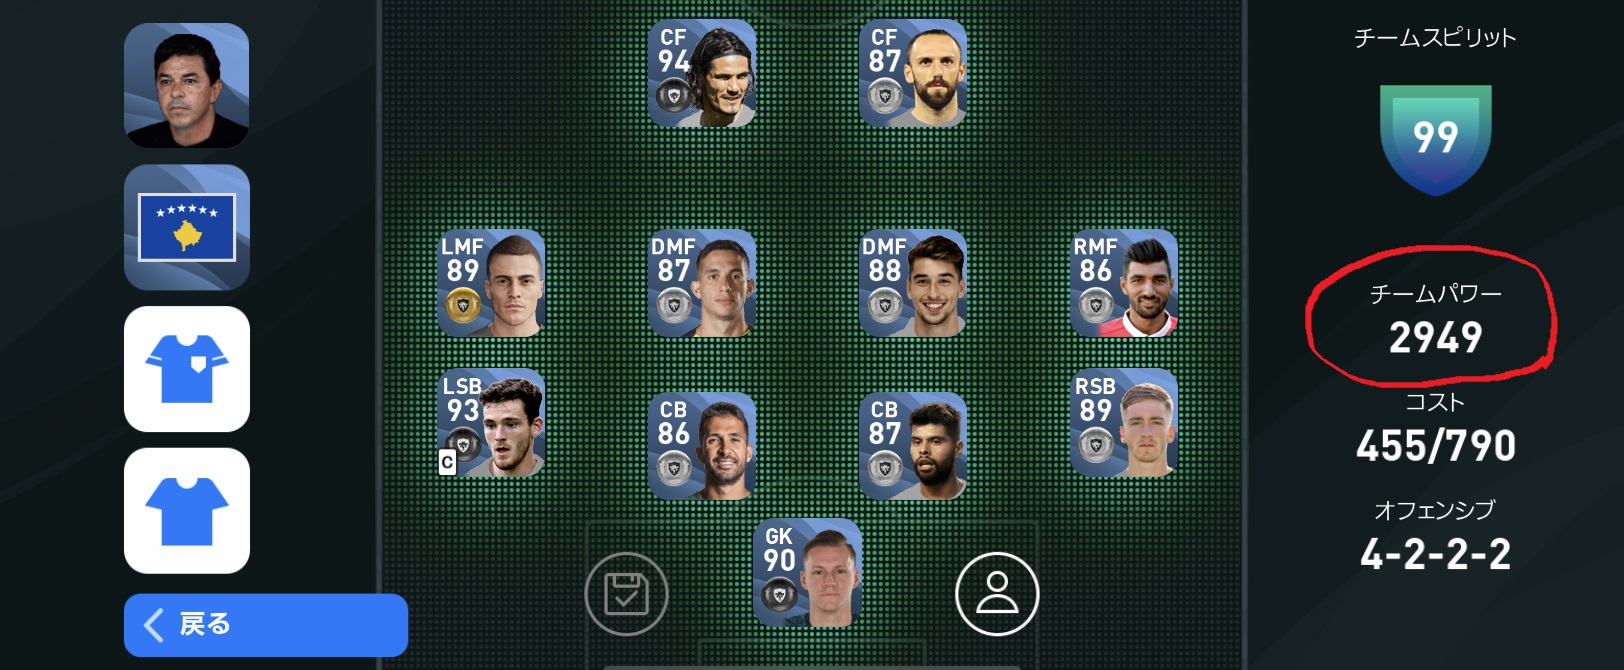 CF
94
CF
87
LMF
89
DMF
87
DMF
88
RMF
86
LSB
93
C
CB
86
CB
87
RSB
89
GK
90
戻る
チームスピリット
99
チームパワー
2949
コスト
455/790
オフェンシブ
4-2-2-2